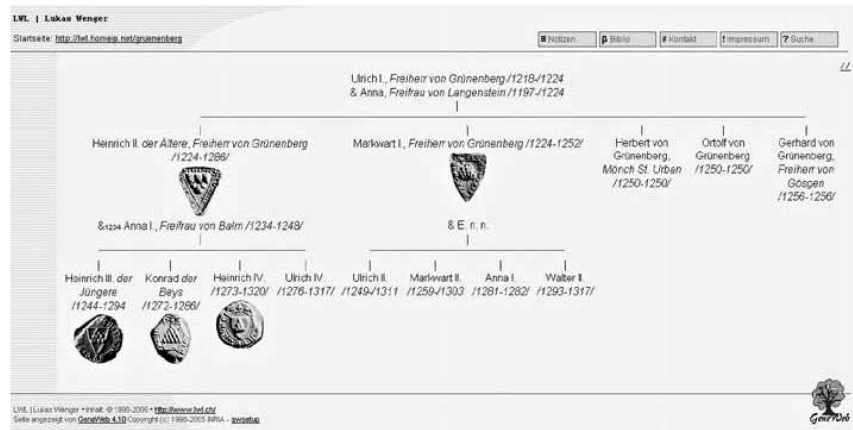 LWL | Lukas Wenger
Startseite: http://lwl.homeip.net/gruenenberg
Notizen
β Biblio
# Kontakt
! Impressum
? Suche
//
Ulrich I., Freiherr von Grünenberg /1218-/1224
& Anna, Freifrau von Langenstein /1197-/1224
Heinrich II. der Ältere, Freiherr von Grünenberg
/1224-1286/
Markwart I., Freiherr von Grünenberg /1224-1252/
Herbert von
Grünenberg,
Mönch St. Urban
/1250-1250/
Ortolf von
Grünenberg
/1250-1250/
Gerhard von
Grünenberg,
Freiherr von
Gösgen
/1256-1256/
&1234 Anna I., Freifrau von Balm /1234-1248/
& E. n. n.
Heinrich III. der
Jüngere
/1244-1294
Konrad der
Beys
/1272-1286/
Heinrich IV.
/1273-1320/
Ulrich IV.
/1276-1317/
Ulrich II.
/1249-/1311
Markwart II.
/1259-/1303
Anna I.
/1281-1282/
Walter II.
/1293-1317/
LWL | Lukas Wenger • Inhalt: © 1998-2006 • http://www.lwl.ch/
Seite angezeigt von GeneWeb 4.10 Copyright (c) 1998-2005 INRIA - gwsetup
GeneWeb